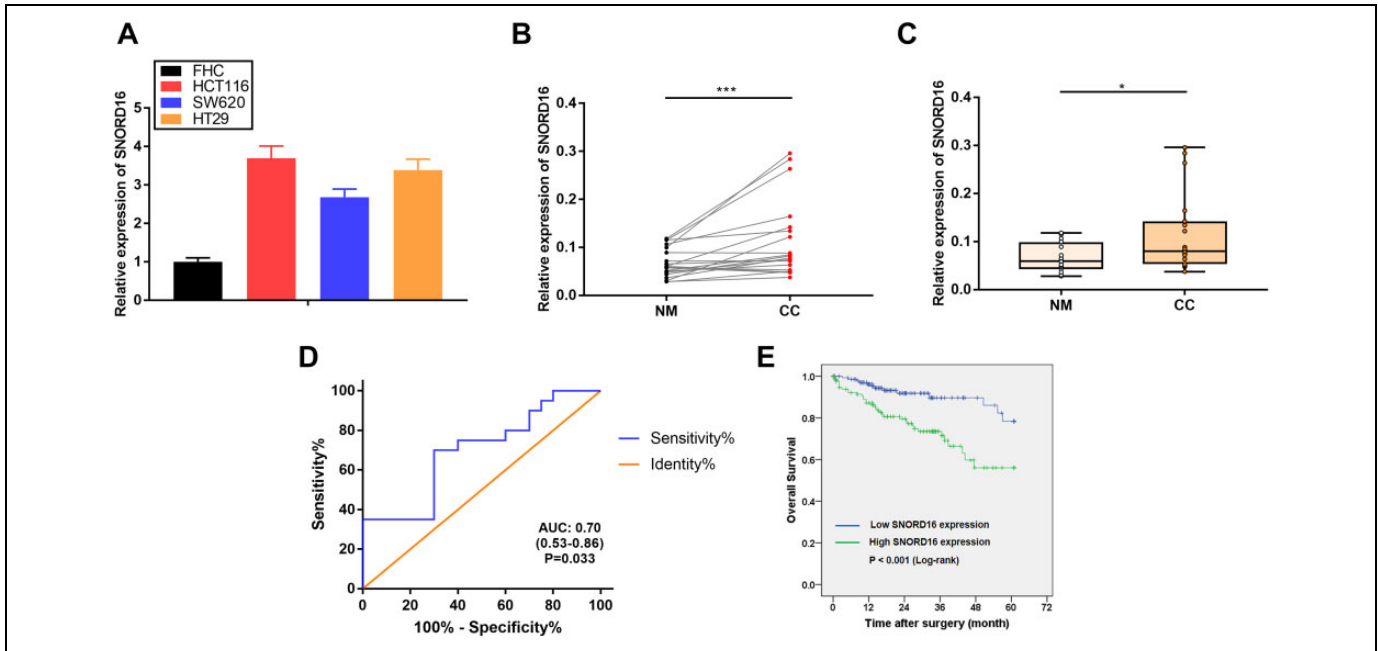 A
FHC
HCT116
SW620
HT29
Relative expression of SNORD16
5
4
3
2
1
0
B
***
Relative expression of SNORD16
0.4
0.3
0.2
0.1
0.0
NM CC
C
*
Relative expression of SNORD16
0.4
0.3
0.2
0.1
0.0
NM CC
D
Sensitivity%
100
80
60
40
20
0
0 20 40 60 80 100
100% - Specificity%
Sensitivity%
Identity%
AUC: 0.70
(0.53-0.86)
P=0.033
E
Overall Survival
1.0
0.8
0.6
0.4
0.2
0.0
Low SNORD16 expression
High SNORD16 expression
P < 0.001 (Log-rank)
0 12 24 36 48 60 72
Time after surgery (month)